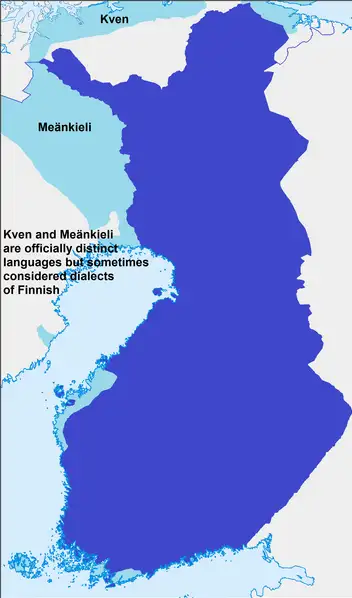 Kven
Meänkieli
Kven and Meänkieli
are officially distinct
languages but sometimes
considered dialects
of Finnish